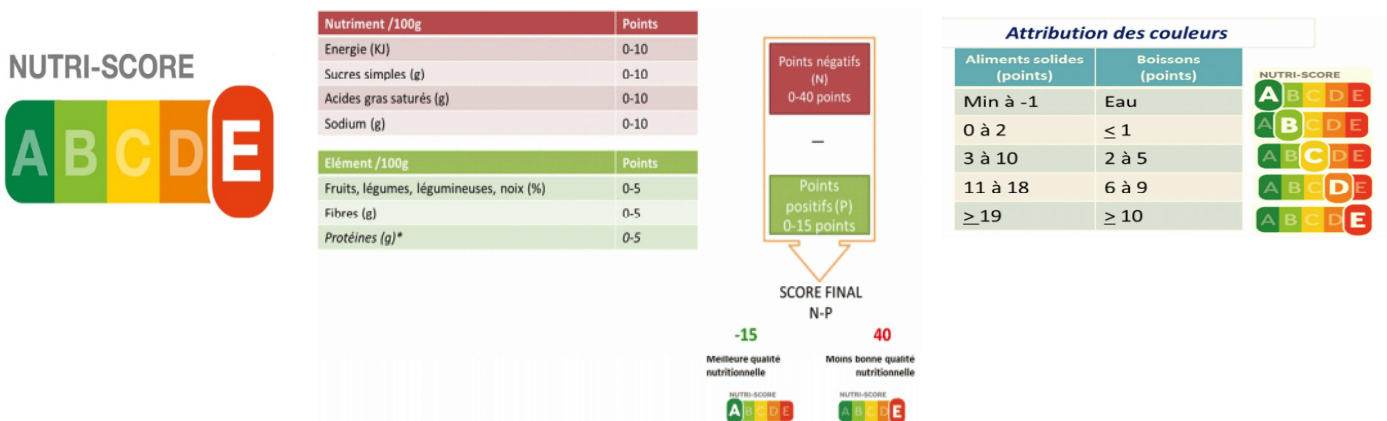 NUTRI-SCORE
A B C D E
Nutriment /100g Points
Energie (KJ) 0-10
Sucres simples (g) 0-10
Acides gras saturés (g) 0-10
Sodium (g) 0-10
Elément /100g Points
Fruits, légumes, légumineuses, noix (%) 0-5
Fibres (g) 0-5
Protéines (g)* 0-5
Points négatifs
(N)
0-40 points
—
Points
positifs (P)
0-15 points
SCORE FINAL
N-P
-15 40
Meilleure qualité Moins bonne qualité
nutritionnelle nutritionnelle
NUTRI-SCORE NUTRI-SCORE
A B C D E A B C D E
Attribution des couleurs
Aliments solides Boissons
(points) (points)
Min à -1 Eau
0 à 2 ≤ 1
3 à 10 2 à 5
11 à 18 6 à 9
≥ 19 ≥ 10
NUTRI-SCORE
A B C D E
A B C D E
A B C D E
A B C D E
A B C D E